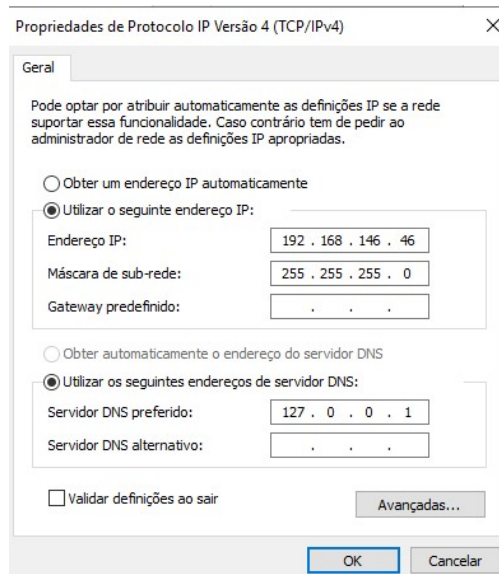 Propriedades de Protocolo IP Versão 4 (TCP/IPv4)
Geral
Pode optar por atribuir automaticamente as definições IP se a rede
suportar essa funcionalidade. Caso contrário tem de pedir ao
administrador de rede as definições IP apropriadas.
Obter um endereço IP automaticamente
Utilizar o seguinte endereço IP:
Endereço IP: 192 . 168 . 146 . 46
Máscara de sub-rede: 255 . 255 . 255 . 0
Gateway predefinido: . . .
Obter automaticamente o endereço do servidor DNS
Utilizar os seguintes endereços de servidor DNS:
Servidor DNS preferido: 127 . 0 . 0 . 1
Servidor DNS alternativo: . . .
Validar definições ao sair
Avançadas...
OK Cancelar